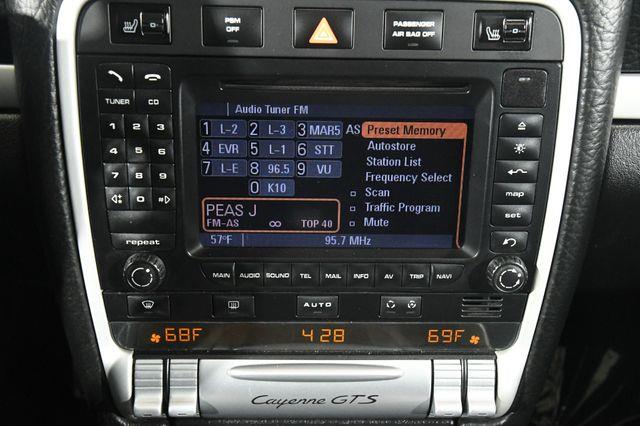 PSM OFF
PASSENGER AIR BAG OFF
Audio Tuner FM
1 L-2 2 L-3 3 MAR5 AS Preset Memory
4 EVR 5 L-1 6 STT Autostore
7 L-E 8 96.5 9 VU Station List
0 K10 Frequency Select
Scan
Traffic Program
Mute
PEAS J
FM-AS ∞ TOP 40
57°F 95.7 MHz
TUNER CD
1 2 3
4 5 6
7 8 9
* 0 #
repeat
map
set
MAIN AUDIO SOUND TEL MAIL INFO AV TRIP NAVI
AUTO
68F 428 69F
Cayenne GTS